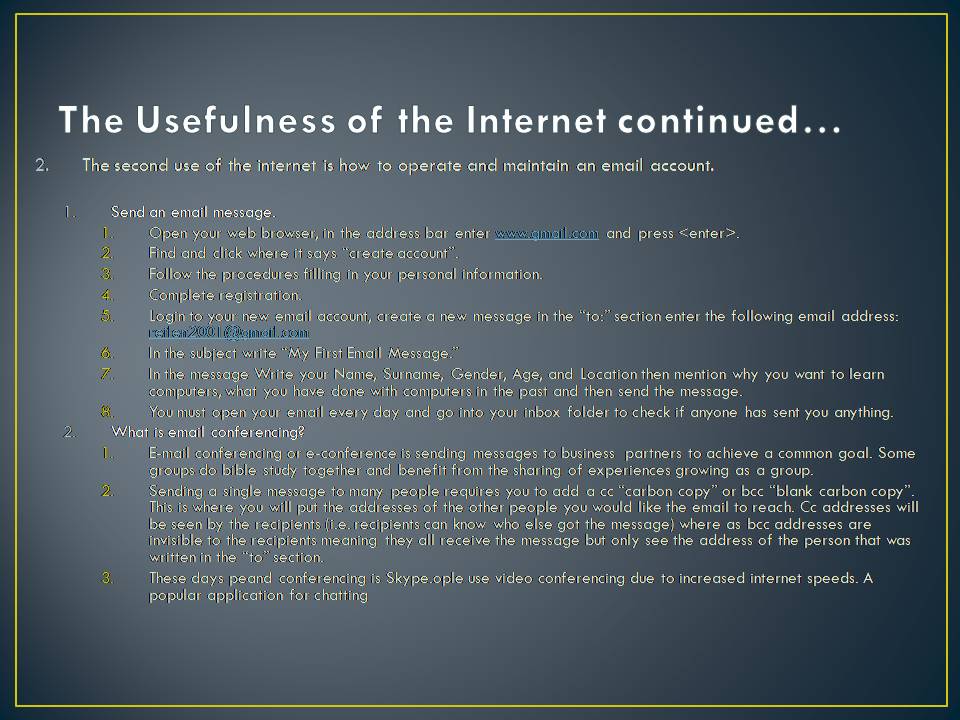 The Usefulness of the Internet continued…
2. The second use of the internet is how to operate and maintain an email account.
1. Send an email message.
1. Open your web browser, in the address bar enter www.gmail.com and press <enter>.
2. Find and click where it says “create account”.
3. Follow the procedures filling in your personal information.
4. Complete registration.
5. Login to your new email account, create a new message in the “to:” section enter the following email address:
6. In the subject write “My First Email Message.”
7. In the message Write your Name, Surname, Gender, Age, and Location then mention why you want to learn
computers, what you have done with computers in the past and then send the message.
8. You must open your email every day and go into your inbox folder to check if anyone has sent you anything.
2. What is email conferencing?
1. E-mail conferencing or e-conference is sending messages to business partners to achieve a common goal. Some
groups do bible study together and benefit from the sharing of experiences growing as a group.
2. Sending a single message to many people requires you to add a cc “carbon copy” or bcc “blank carbon copy”.
This is where you will put the addresses of the other people you would like the email to reach. Cc addresses will
be seen by the recipients (i.e. recipients can know who else got the message) where as bcc addresses are
invisible to the recipients meaning they all receive the message but only see the address of the person that was
written in the “to” section.
3. These days peand conferencing is Skype.ople use video conferencing due to increased internet speeds. A
popular application for chatting